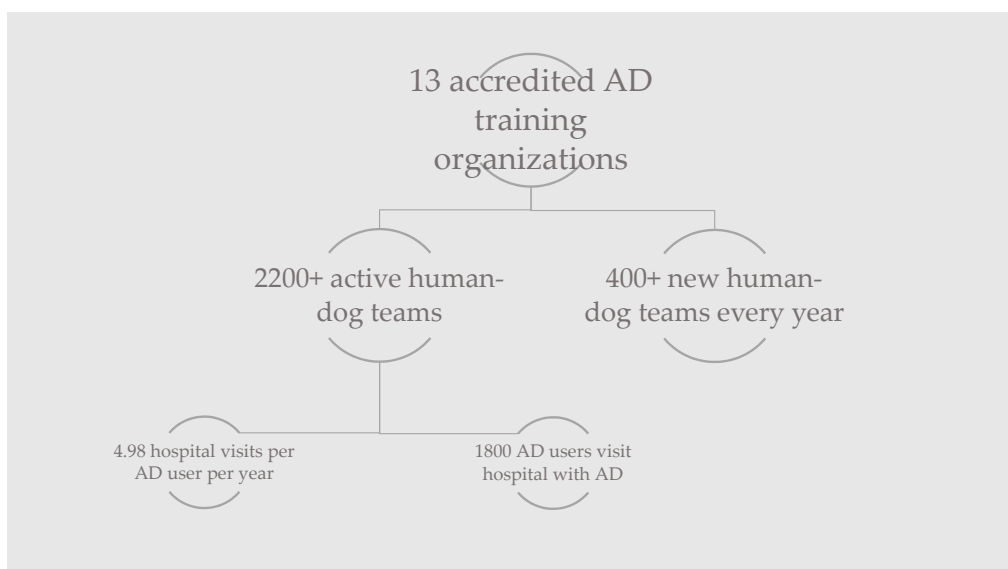 13 accredited AD
training
organizations
2200+ active human-
dog teams
400+ new human-
dog teams every year
4.98 hospital visits per
AD user per year
1800 AD users visit
hospital with AD